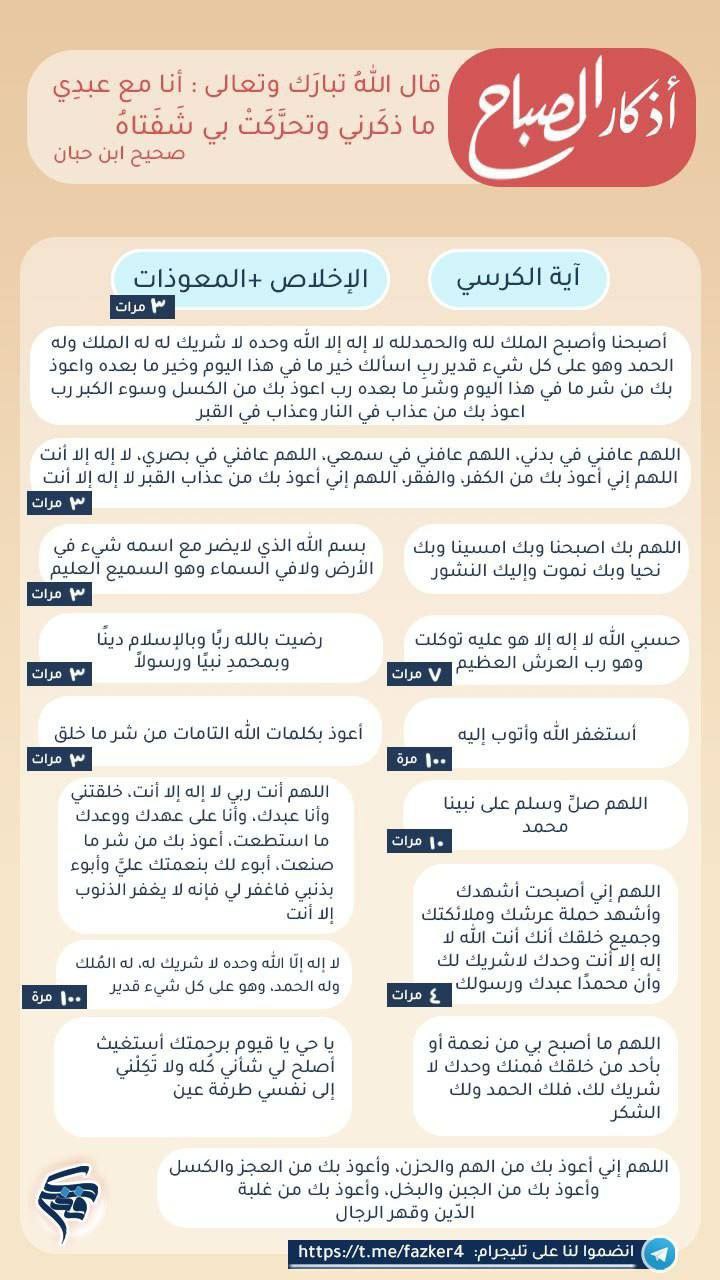 أذكار الصباح
قال اللهُ تبارَك وتعالى : أنا مع عبدِي
ما ذكَرني وتحرَّكَتْ بي شَفَتاهُ
صحيح ابن حبان
آية الكرسي
الإخلاص +المعوذات
٣ مرات
أصبحنا وأصبح الملك لله والحمدلله لا إله إلا الله وحده لا شريك له له الملك وله
الحمد وهو على كل شيء قدير ربِ اسألك خير ما في هذا اليوم وخير ما بعده واعوذ
بك من شر ما في هذا اليوم وشر ما بعده رب اعوذ بك من الكسل وسوء الكبر رب
اعوذ بك من عذاب في النار وعذاب في القبر
اللهم عافني في بدني، اللهم عافني في سمعي، اللهم عافني في بصري، لا إله إلا أنت
اللهم إني أعوذ بك من الكفر، والفقر، اللهم إني أعوذ بك من عذاب القبر لا إله إلا أنت
٣ مرات
اللهم بك اصبحنا وبك امسينا وبك
نحيا وبك نموت وإليك النشور
بسم الله الذي لايضر مع اسمه شيء في
الأرض ولافي السماء وهو السميع العليم
٣ مرات
حسبي الله لا إله إلا هو عليه توكلت
وهو رب العرش العظيم
٧ مرات
رضيت بالله ربًا وبالإسلام دينًا
وبمحمدِ نبيًا ورسولاً
٣ مرات
أستغفر الله وأتوب إليه
١٠٠ مرة
أعوذ بكلمات الله التامات من شر ما خلق
٣ مرات
اللهم صلِّ وسلم على نبينا
محمد
١٠ مرات
اللهم أنت ربي لا إله إلا أنت، خلقتني
وأنا عبدك، وأنا على عهدك ووعدك
ما استطعت، أعوذ بك من شر ما
صنعت، أبوء لك بنعمتك عليَّ وأبوء
بذنبي فاغفر لي فإنه لا يغفر الذنوب
إلا أنت
اللهم إني أصبحت أشهدك
وأشهد حملة عرشك وملائكتك
وجميع خلقك أنك أنت الله لا
إله إلا أنت وحدك لاشريك لك
وأن محمدًا عبدك ورسولك
٤ مرات
لا إله إلّا الله وحده لا شريك له، له المُلك
وله الحمد، وهو على كل شيء قدير
١٠٠ مرة
اللهم ما أصبح بي من نعمة أو
بأحد من خلقك فمنك وحدك لا
شريك لك، فلك الحمد ولك
الشكر
يا حي يا قيوم برحمتك أستغيث
أصلح لي شأني كُله ولا تَكِلْني
إلى نفسي طرفة عين
اللهم إني أعوذ بك من الهم والحزن، وأعوذ بك من العجز والكسل
وأعوذ بك من الجبن والبخل، وأعوذ بك من غلبة
الدّين وقهر الرجال
انضموا لنا على تليجرام: https://t.me/fazker4